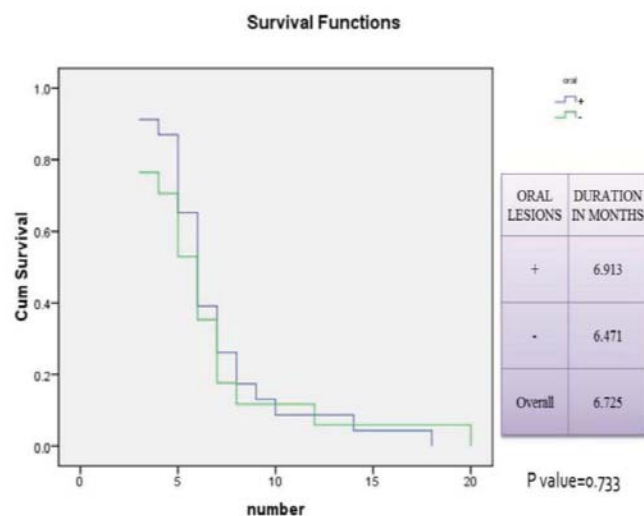 Survival Functions
oral
+
-
1.0
0.8
0.6
0.4
0.2
0.0
Cum Survival
0
5
10
15
20
number
ORAL DURATION
LESIONS IN MONTHS
+ 6.913
- 6.471
Overall 6.725
P value=0.733